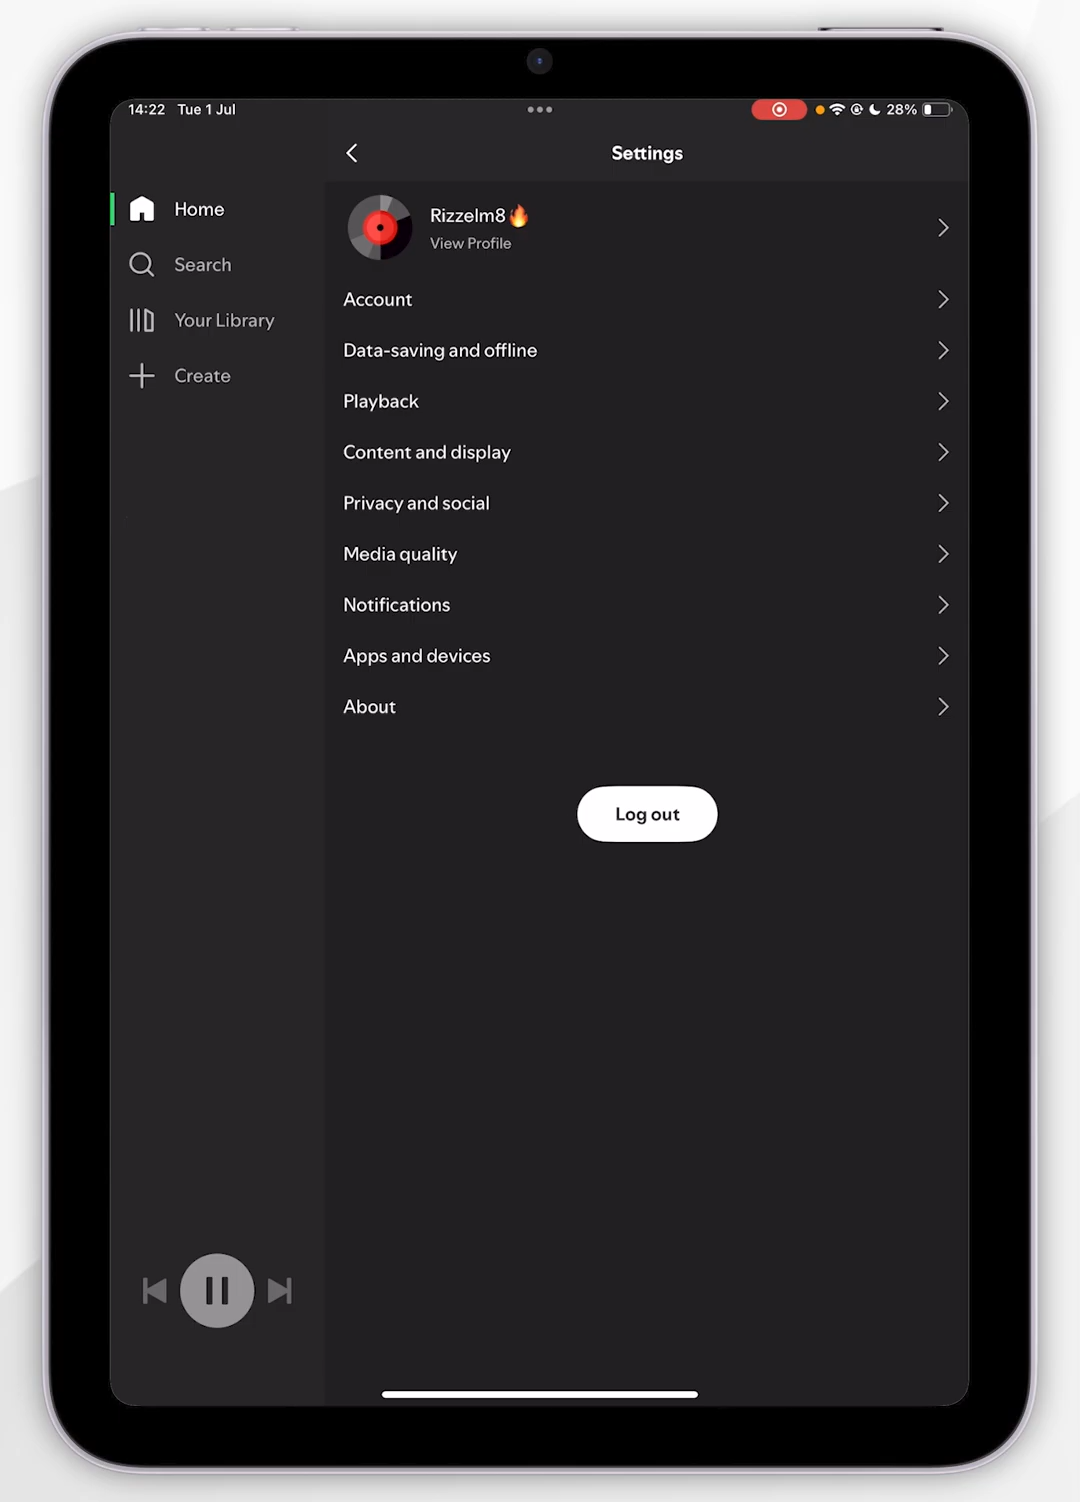 14:22 Tue 1 Jul
28%
Settings
Home
Search
Your Library
Create
Rizzelm8🔥
View Profile
Account
Data-saving and offline
Playback
Content and display
Privacy and social
Media quality
Notifications
Apps and devices
About
Log out